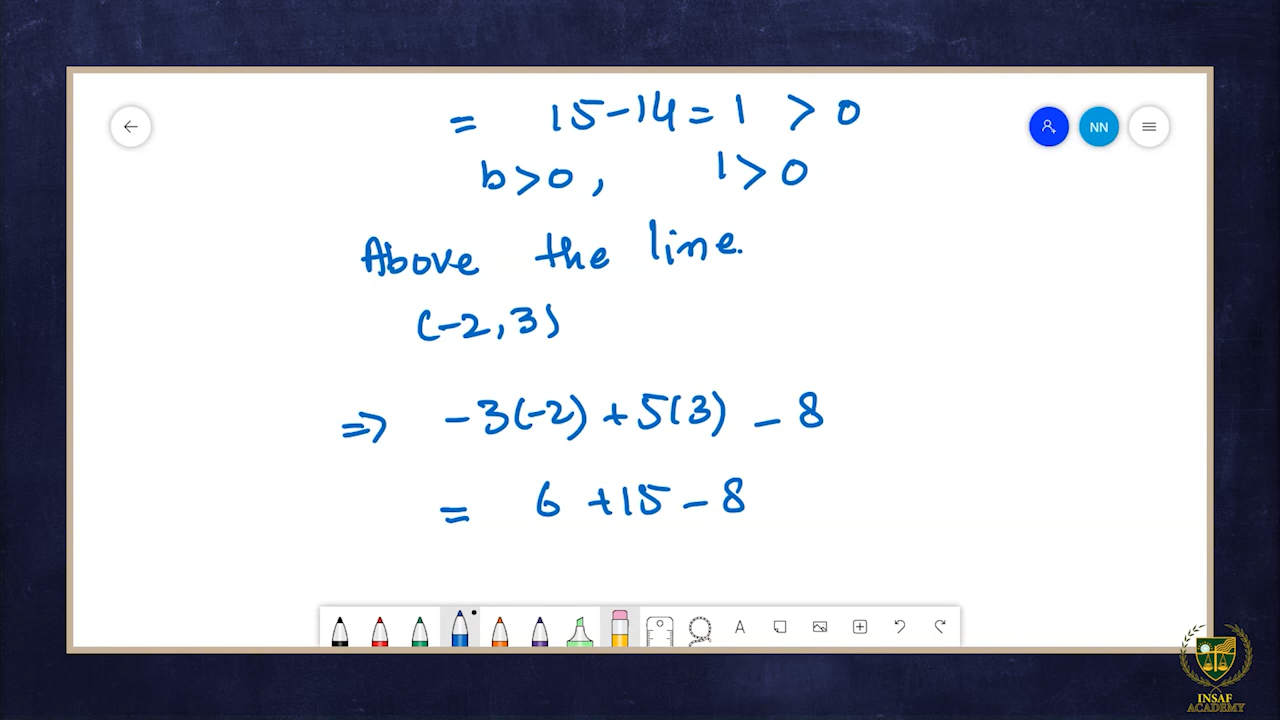 = 15-14 = 1 > 0
b>0, 1>0
Above the line.
(-2,3)
=> -3(-2) + 5(3) - 8
= 6 +15 - 8
NN
A
INSAF
ACADEMY